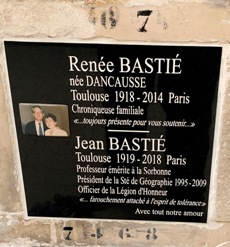 1076
Renée BASTIÉ
née DANCAUSSE
Toulouse 1918 - 2014 Paris
Chroniqueuse familiale
«...toujours présente pour vous soutenir...»
Jean BASTIÉ
Toulouse 1919 - 2018 Paris
Professeur émérite à la Sorbonne
Président de la Sté de Géographie 1995-2009
Officier de la Légion d'Honneur
«... farouchement attaché à l'esprit de tolérance»
Avec tout notre amour
7468